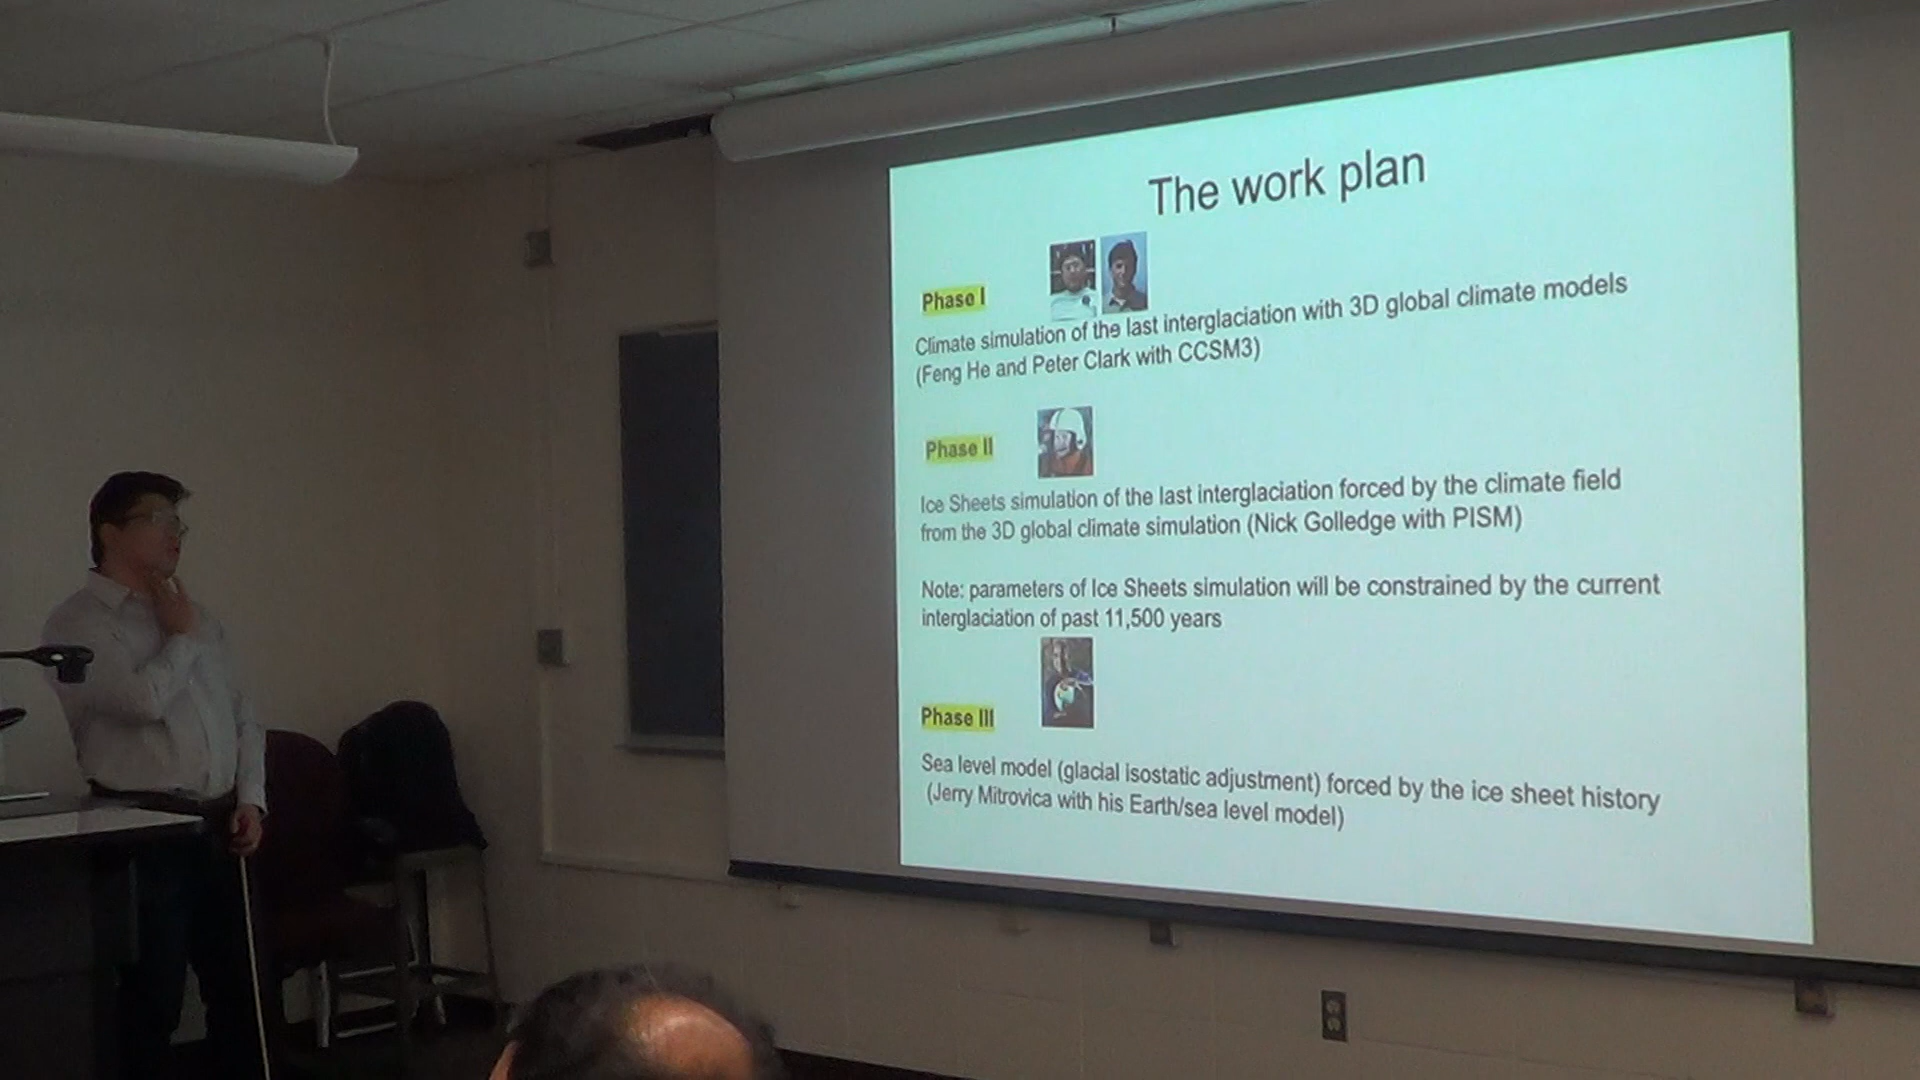 The work plan
Phase I
Climate simulation of the last interglaciation with 3D global climate models
(Feng He and Peter Clark with CCSM3)
Phase II
Ice Sheets simulation of the last interglaciation forced by the climate field
from the 3D global climate simulation (Nick Golledge with PISM)
Note: parameters of Ice Sheets simulation will be constrained by the current
interglaciation of past 11,500 years
Phase III
Sea level model (glacial isostatic adjustment) forced by the ice sheet history
(Jerry Mitrovica with his Earth/sea level model)